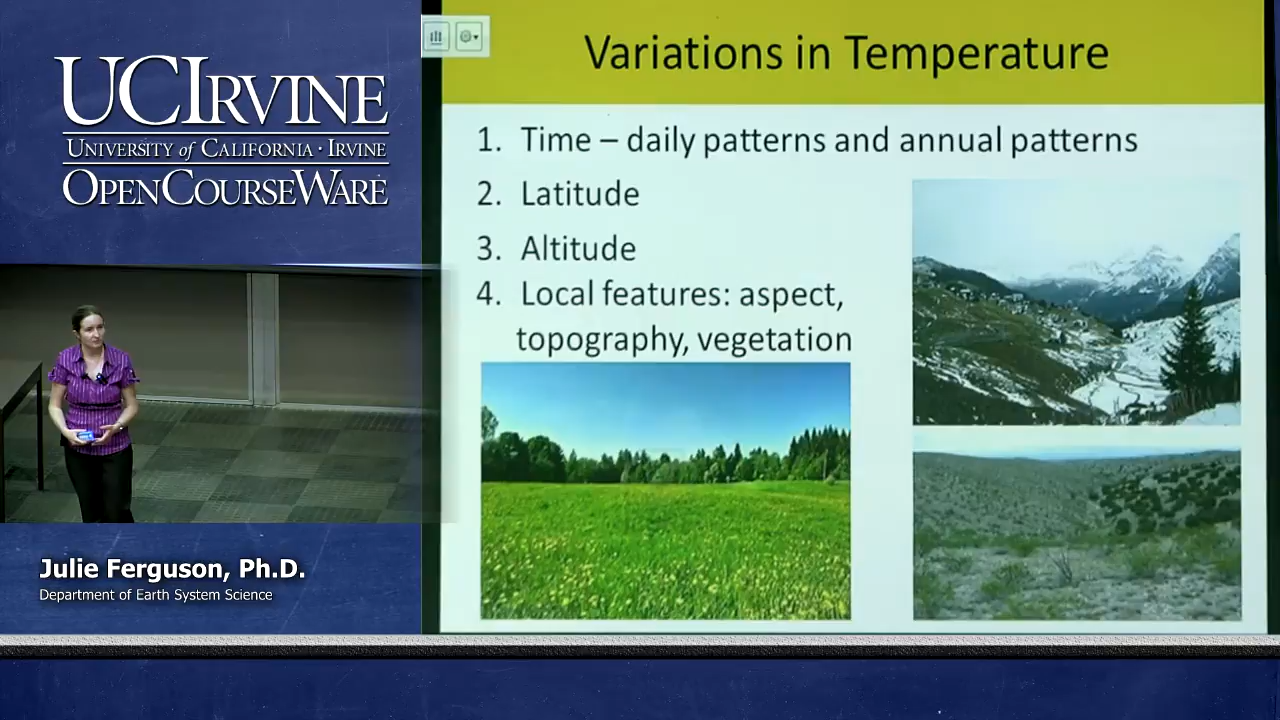 UCIRVINE
UNIVERSITY of CALIFORNIA · IRVINE
OPENCOURSEWARE
Variations in Temperature
1. Time – daily patterns and annual patterns
2. Latitude
3. Altitude
4. Local features: aspect,
topography, vegetation
Julie Ferguson, Ph.D.
Department of Earth System Science